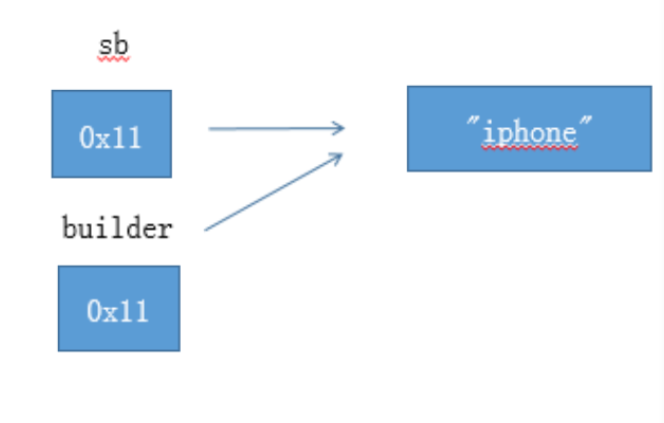 sb
0x11
"iphone"
builder
0x11